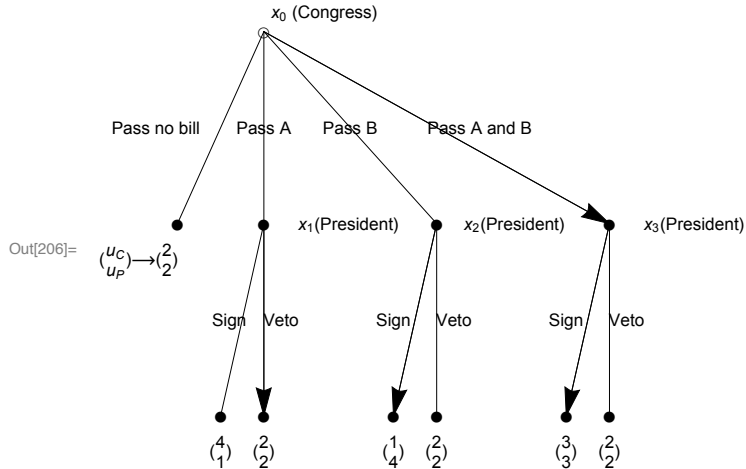 x0 (Congress)
Pass no bill Pass A Pass B Pass A and B
x1(President) x2(President) x3(President)
Out[206]= (uC uP)⟶(2 2)
Sign Veto Sign Veto Sign Veto
(4 1) (2 2) (1 4) (2 2) (3 3) (2 2)